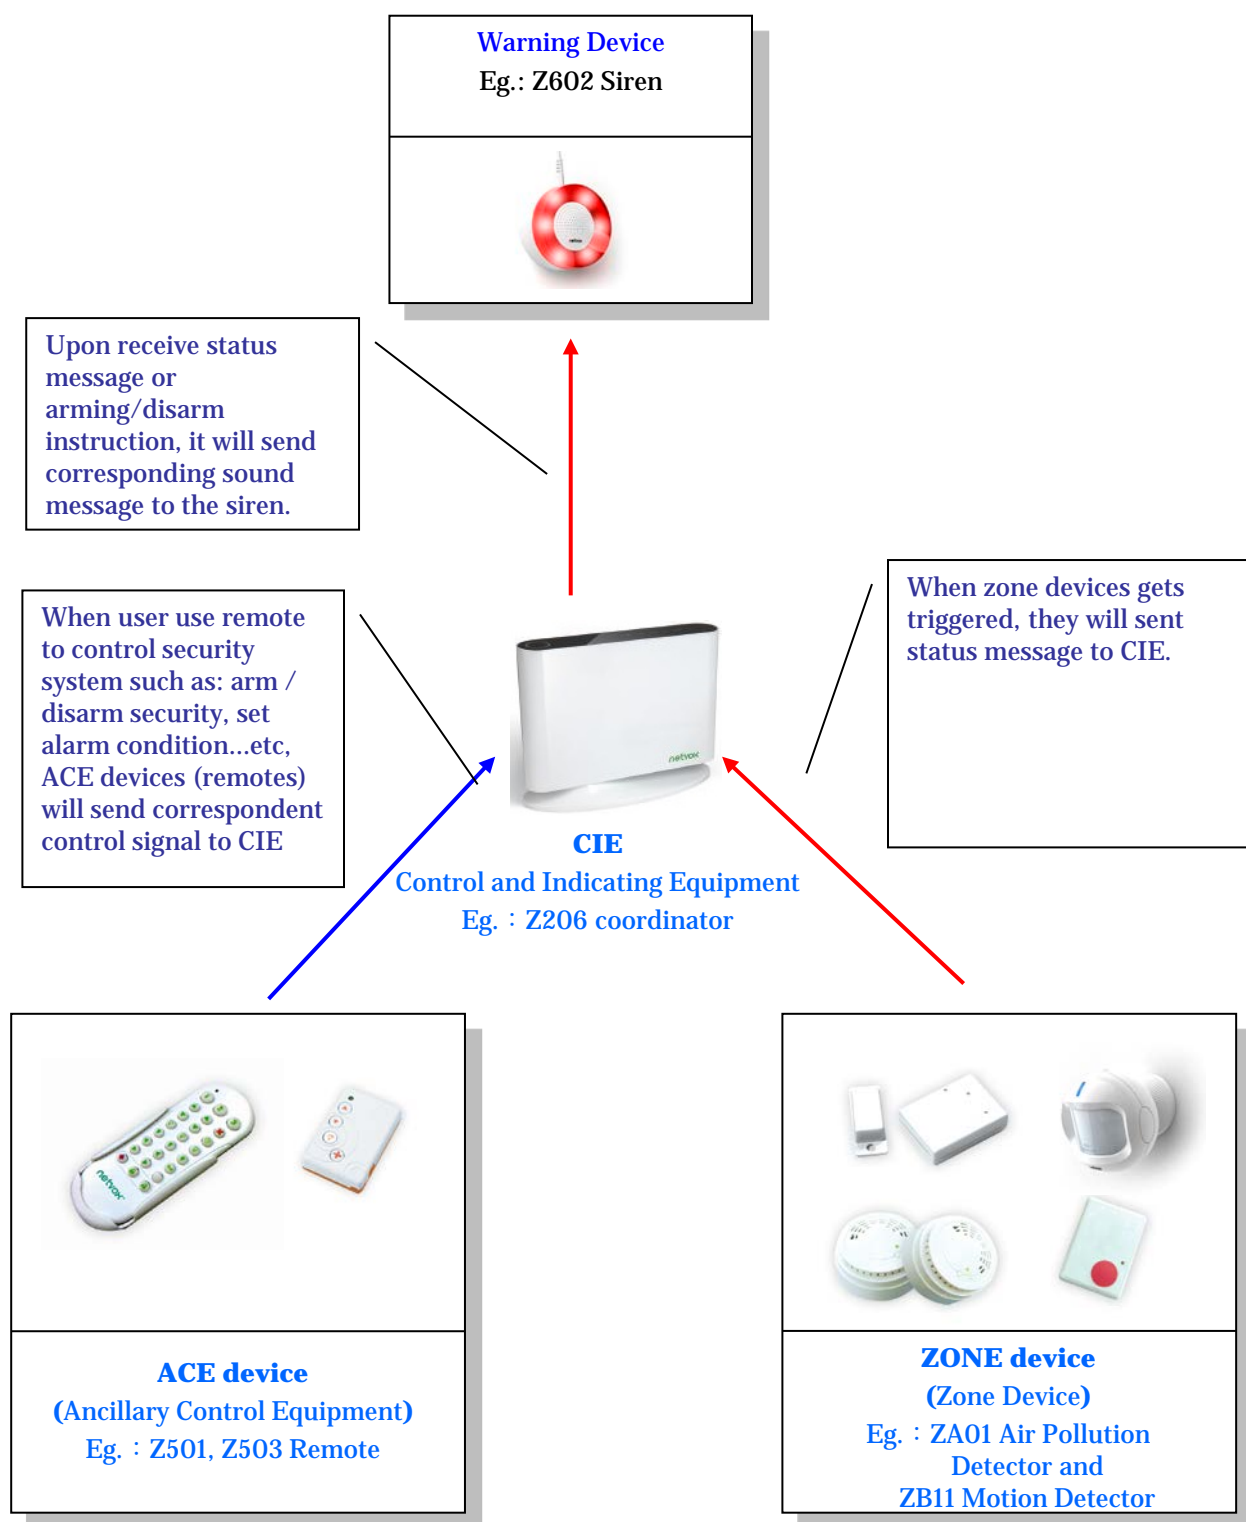 Warning Device
Eg.: Z602 Siren
netvox
Upon receive status
message or
arming/disarm
instruction, it will send
corresponding sound
message to the siren.
When user use remote
to control security
system such as: arm /
disarm security, set
alarm condition...etc,
ACE devices (remotes)
will send correspondent
control signal to CIE
When zone devices gets
triggered, they will sent
status message to CIE.
netvox
CIE
Control and Indicating Equipment
Eg.：Z206 coordinator
netvox
ACE device
(Ancillary Control Equipment)
Eg.：Z501, Z503 Remote
ZONE device
(Zone Device)
Eg.：ZA01 Air Pollution
Detector and
ZB11 Motion Detector